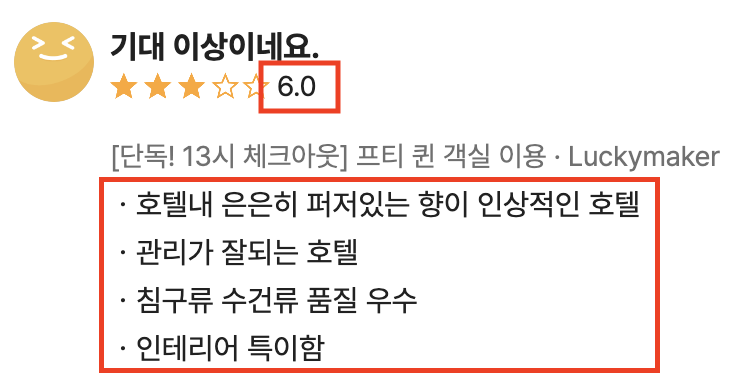 기대 이상이네요.
6.0
[단독! 13시 체크아웃] 프티 퀸 객실 이용 · Luckymaker
· 호텔내 은은히 퍼저있는 향이 인상적인 호텔
· 관리가 잘되는 호텔
· 침구류 수건류 품질 우수
· 인테리어 특이함